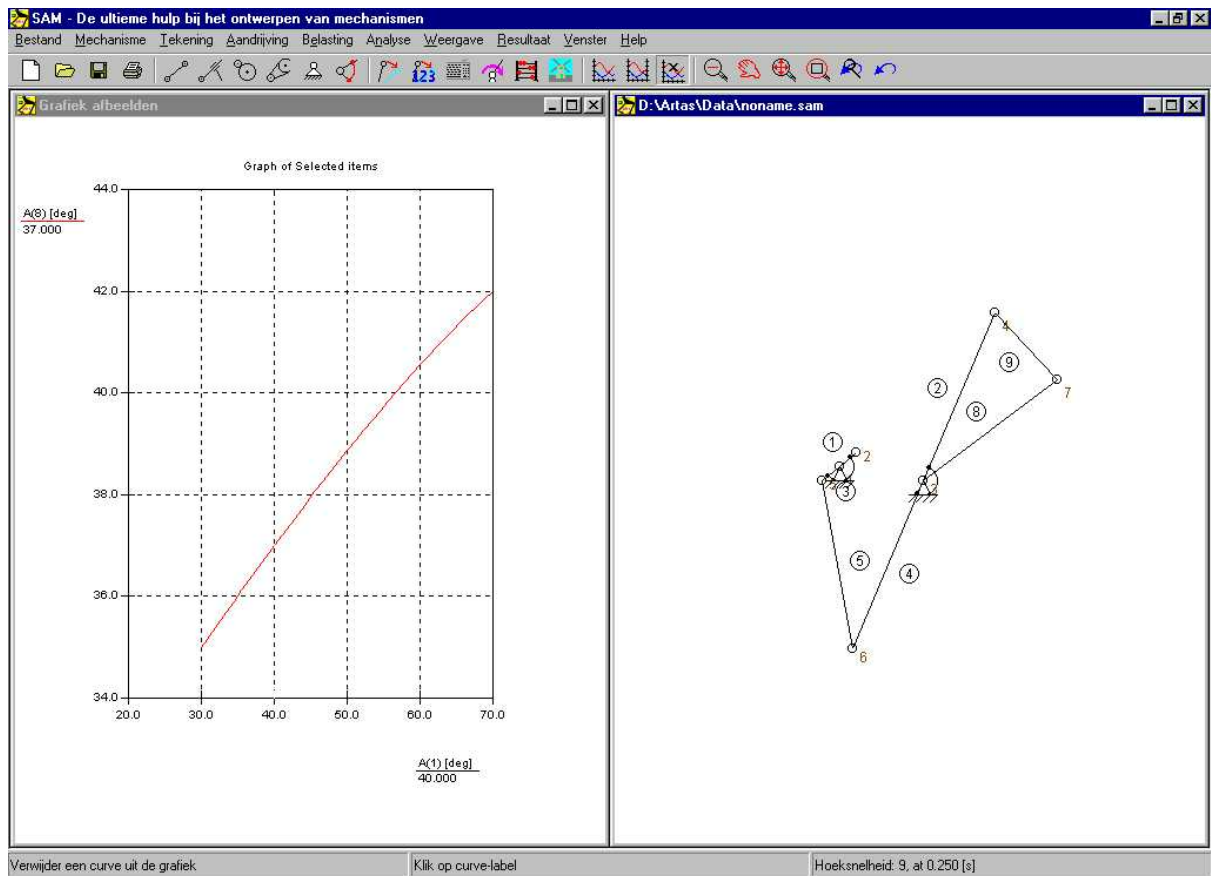 SAM - De ultieme hulp bij het ontwerpen van mechanismen
Bestand Mechanisme Tekening Aandrijving Belasting Analyse Weergave Resultaat Venster Help
123
Grafiek afbeelden
Graph of Selected items
A(8) [deg]
37.000
44.0
42.0
40.0
38.0
36.0
34.0
20.0 30.0 40.0 50.0 60.0 70.0
A(1) [deg]
40.000
D:\Artas\Data\noname.sam
4
9
2
7
8
1
2
3
3
5
4
6
Verwijder een curve uit de grafiek
Klik op curve-label
Hoeksnelheid: 9, at 0.250 [s]